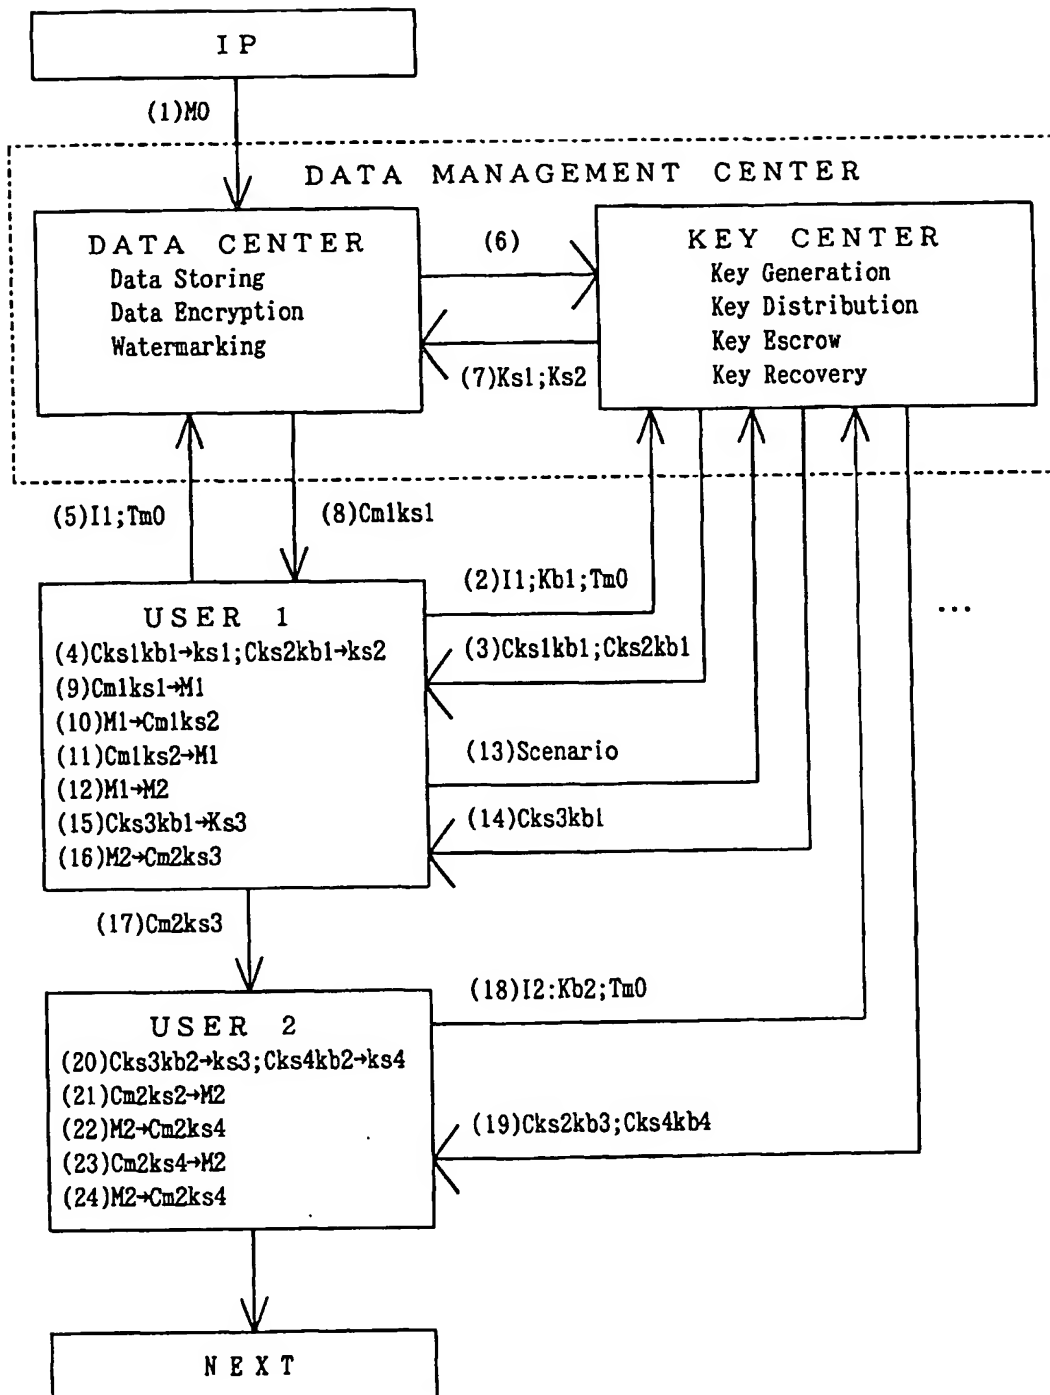 IP
(1)M0
DATA MANAGEMENT CENTER
DATA CENTER
Data Storing
Data Encryption
Watermarking
(6)
(7)Ks1;Ks2
KEY CENTER
Key Generation
Key Distribution
Key Escrow
Key Recovery
(5)I1;Tm0
(8)Cm1ks1
(2)I1;Kb1;Tm0
(3)Cks1kb1;Cks2kb1
...
USER 1
(4)Cks1kb1→ks1;Cks2kb1→ks2
(9)Cm1ks1→M1
(10)M1→Cm1ks2
(11)Cm1ks2→M1
(12)M1→M2
(15)Cks3kb1→Ks3
(16)M2→Cm2ks3
(13)Scenario
(14)Cks3kb1
(17)Cm2ks3
(18)I2:Kb2;Tm0
USER 2
(20)Cks3kb2→ks3;Cks4kb2→ks4
(21)Cm2ks2→M2
(22)M2→Cm2ks4
(23)Cm2ks4→M2
(24)M2→Cm2ks4
(19)Cks2kb3;Cks4kb4
NEXT